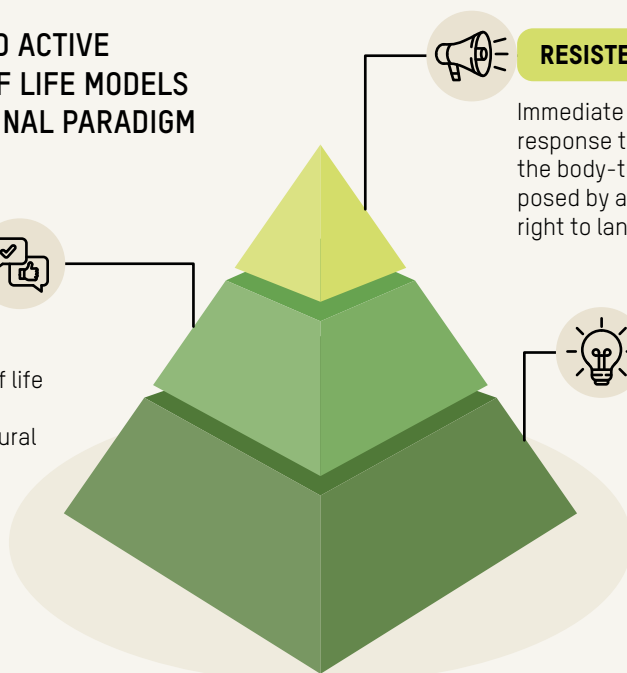 D ACTIVE
F LIFE MODELS
NAL PARADIGM
RESISTE
Immediate
response t
the body-t
posed by a
right to lan
f life
ural